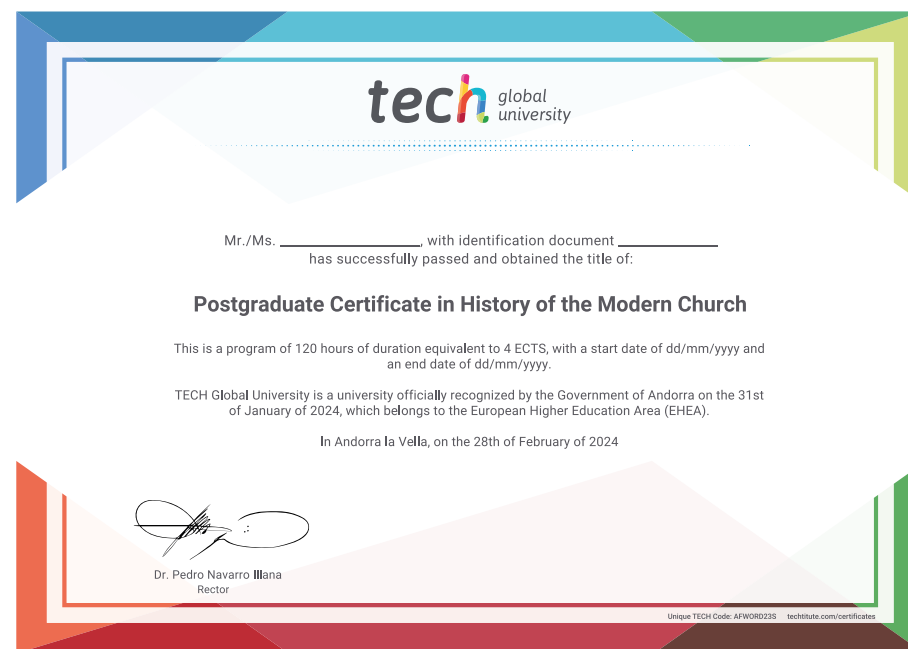 tech global
university
Mr./Ms. ____________________, with identification document ______________
has successfully passed and obtained the title of:
Postgraduate Certificate in History of the Modern Church
This is a program of 120 hours of duration equivalent to 4 ECTS, with a start date of dd/mm/yyyy and
an end date of dd/mm/yyyy.
TECH Global University is a university officially recognized by the Government of Andorra on the 31st
of January of 2024, which belongs to the European Higher Education Area (EHEA).
In Andorra la Vella, on the 28th of February of 2024
Dr. Pedro Navarro Illana
Rector
Unique TECH Code: AFWORD23S techtitute.com/certificates